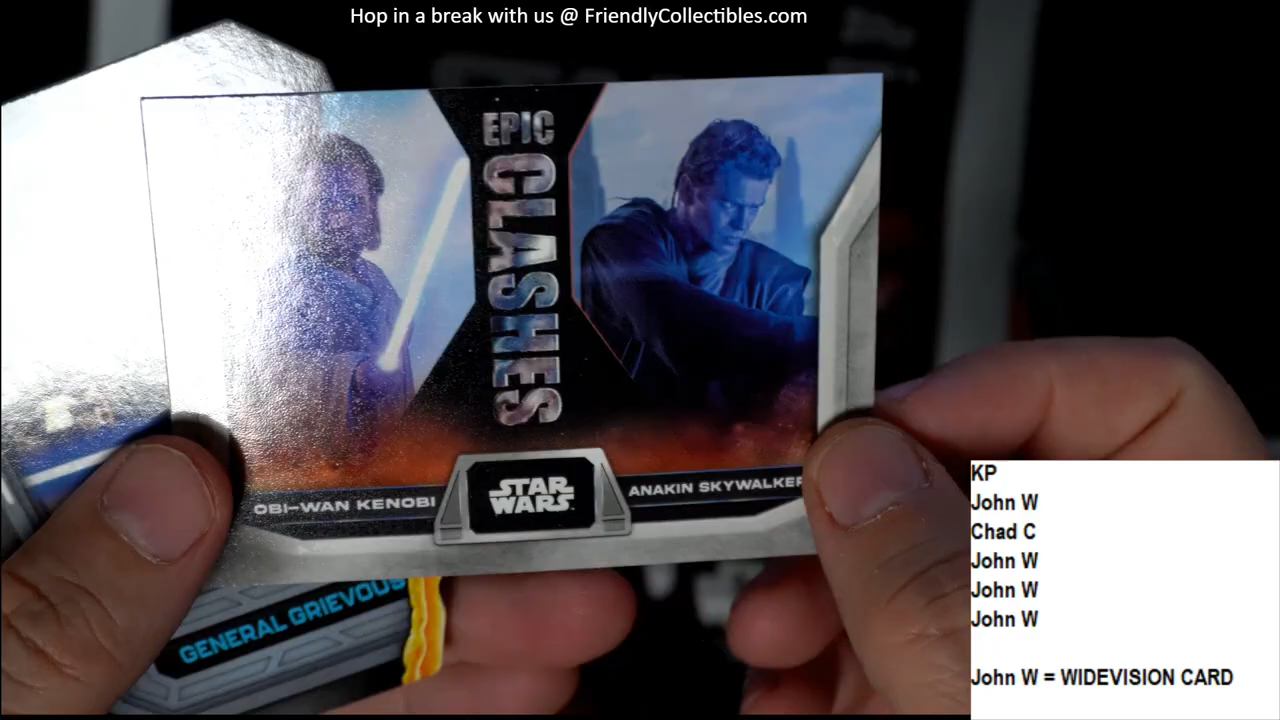 Hop in a break with us @ FriendlyCollectibles.com
EPIC
CLASHES
OBI-WAN KENOBI
STAR
WARS
ANAKIN SKYWALKER
GENERAL GRIEVOUS
KP
John W
Chad C
John W
John W
John W
John W = WIDEVISION CARD